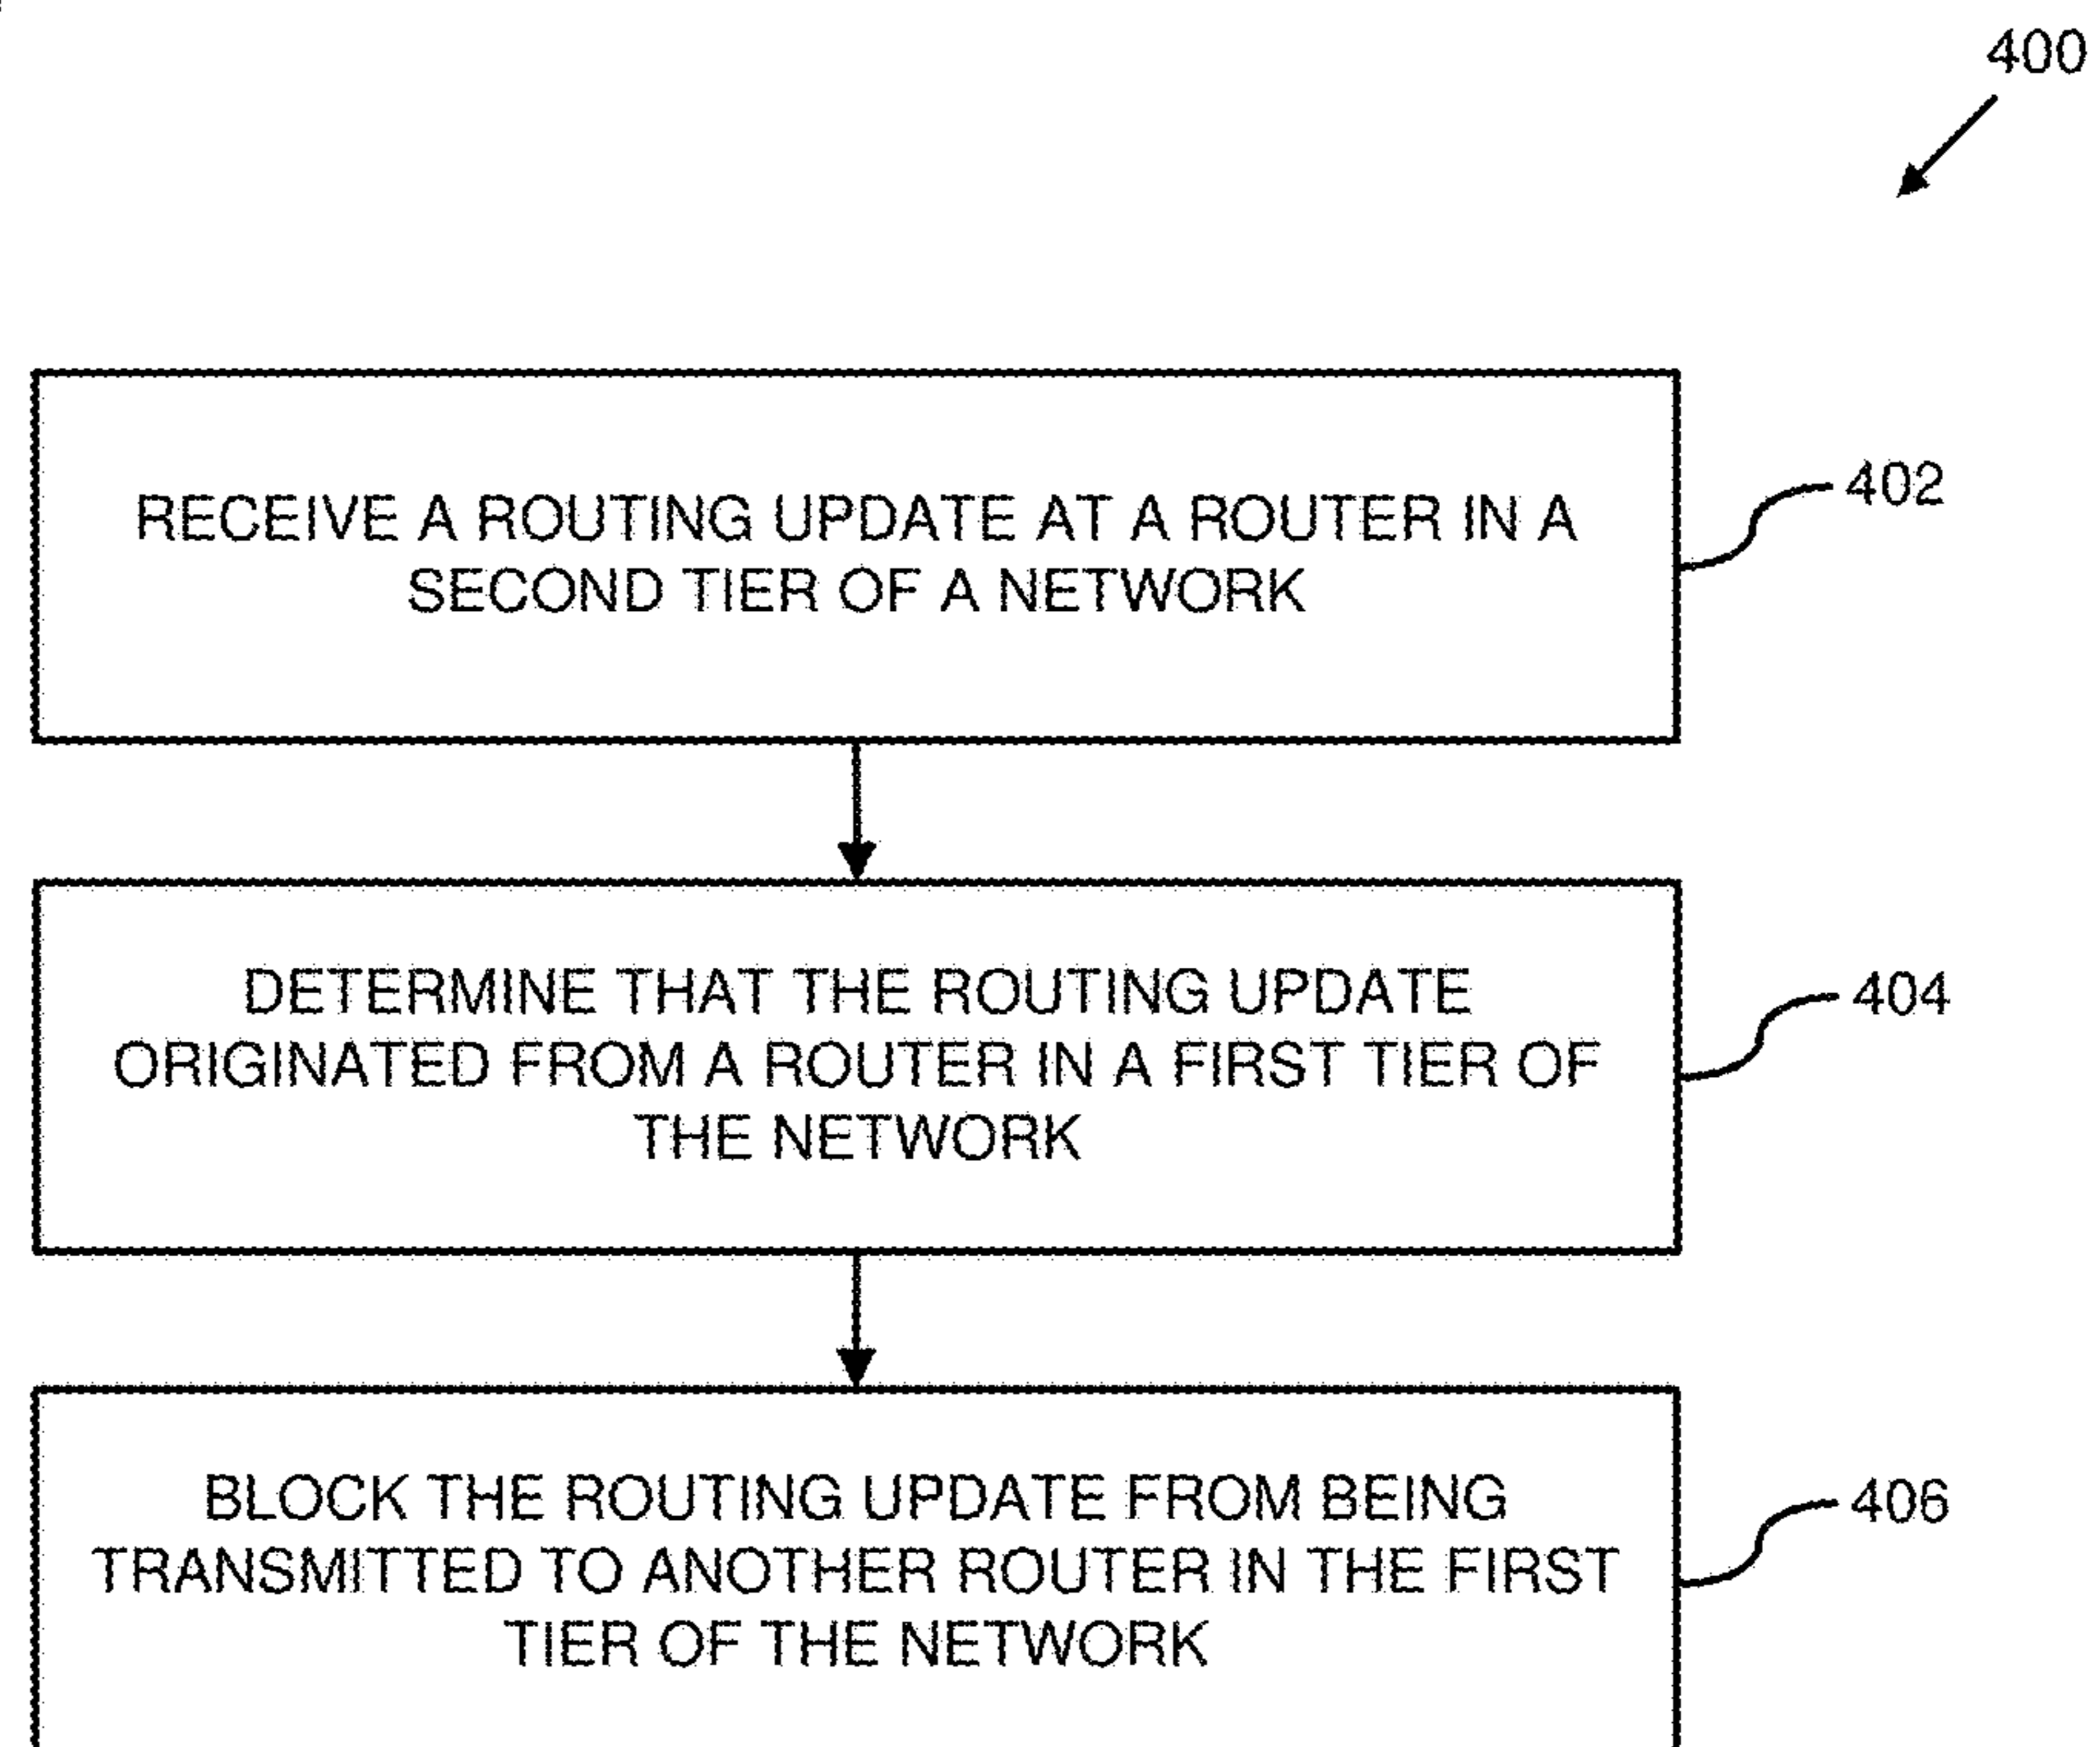 400
RECEIVE A ROUTING UPDATE AT A ROUTER IN A
SECOND TIER OF A NETWORK
402
DETERMINE THAT THE ROUTING UPDATE
ORIGINATED FROM A ROUTER IN A FIRST TIER OF
THE NETWORK
404
BLOCK THE ROUTING UPDATE FROM BEING
TRANSMITTED TO ANOTHER ROUTER IN THE FIRST
TIER OF THE NETWORK
406